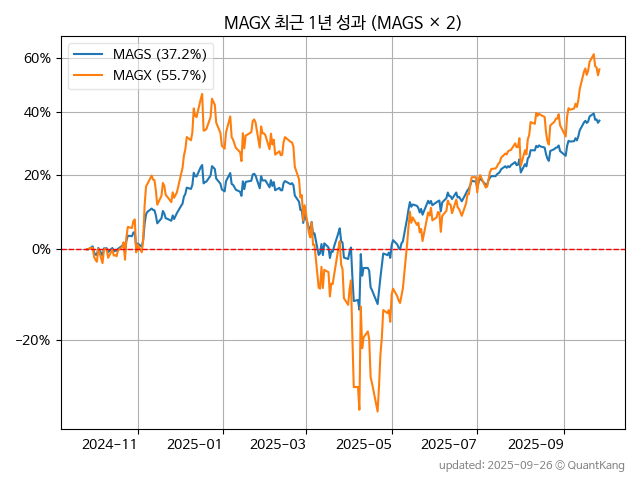 MAGX 최근 1년 성과 (MAGS × 2)
MAGS (37.2%)
MAGX (55.7%)
60%
40%
20%
0%
−20%
2024−11
2025−01
2025−03
2025−05
2025−07
2025−09
updated: 2025-09-26 © QuantKang